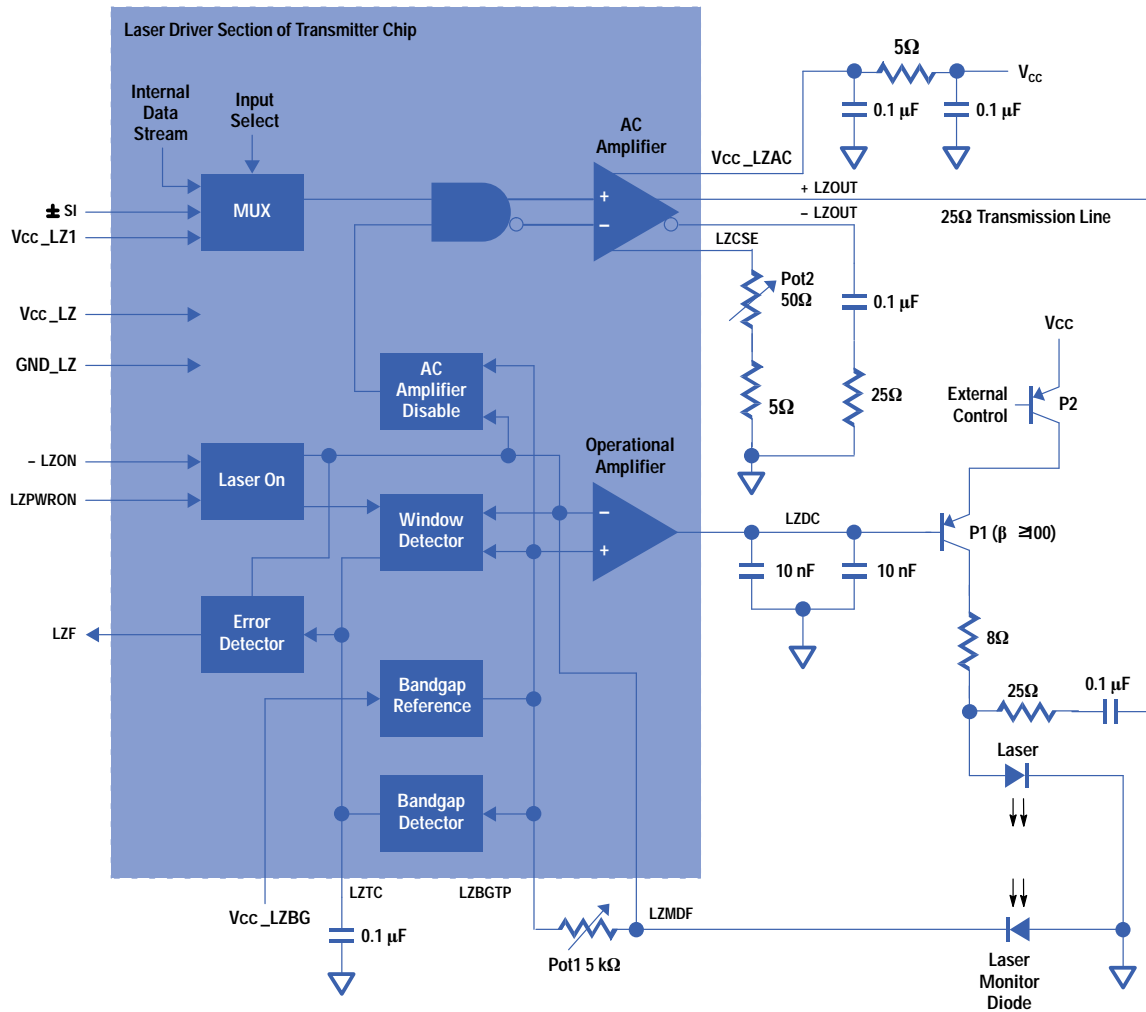 Laser Driver Section of Transmitter Chip
Internal
Data
Stream
Input
Select
MUX
± SI
Vcc_LZ1
Vcc_LZ
GND_LZ
– LZON
LZPWRON
LZF
AC
Amplifier
+
–
AC
Amplifier
Disable
Laser On
Window
Detector
Operational
Amplifier
–
+
Error
Detector
Bandgap
Reference
Bandgap
Detector
Vcc_LZBG
LZTC
0.1 µF
LZBGTP
Pot1 5 kΩ
LZMDF
Vcc_LZAC
5Ω
VCC
0.1 µF
0.1 µF
+ LZOUT
– LZOUT
25Ω Transmission Line
LZCSE
Pot2
50Ω
5Ω
0.1 µF
25Ω
Vcc
External
Control
P2
LZDC
P1 (β ≥100)
10 nF
10 nF
8Ω
25Ω
0.1 µF
Laser
Laser
Monitor
Diode